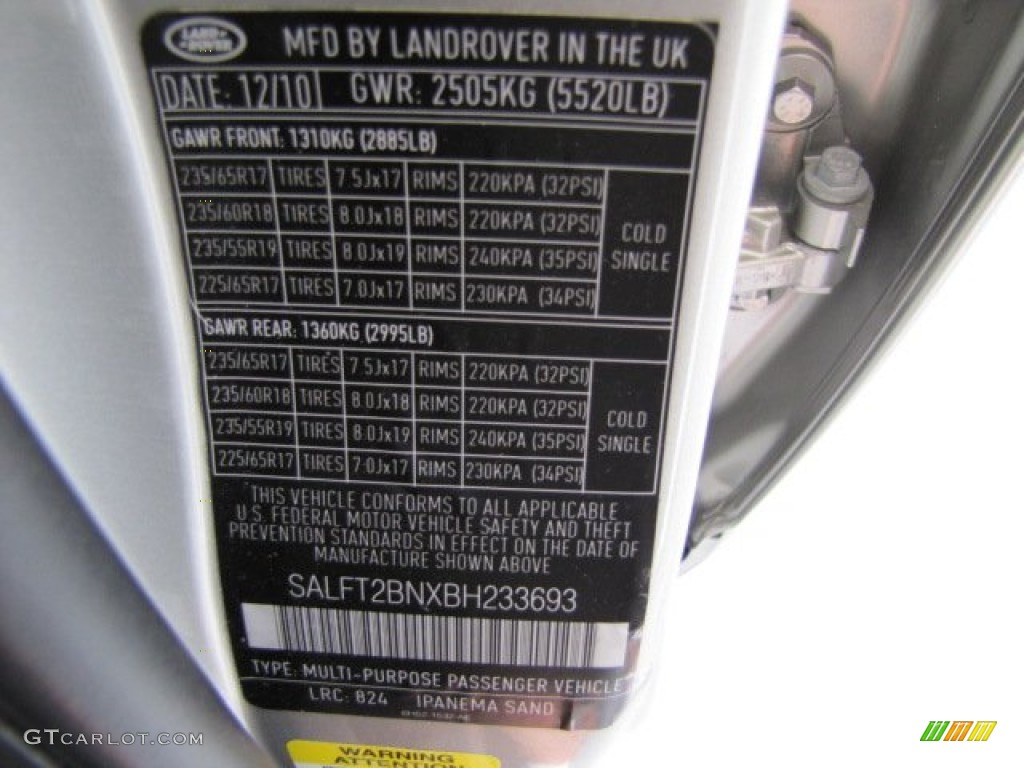 LAND ROVER
MFD BY LANDROVER IN THE UK
DATE: 12/10 GWR: 2505KG (5520LB)
GAWR FRONT: 1310KG (2885LB)
235/65R17 TIRES 7.5Jx17 RIMS 220KPA (32PSI)
235/60R18 TIRES 8.0Jx18 RIMS 220KPA (32PSI)
235/55R19 TIRES 8.0Jx19 RIMS 240KPA (35PSI)
225/65R17 TIRES 7.0Jx17 RIMS 230KPA (34PSI)
COLD
SINGLE
GAWR REAR: 1360KG (2995LB)
235/65R17 TIRES 7.5Jx17 RIMS 220KPA (32PSI)
235/60R18 TIRES 8.0Jx18 RIMS 220KPA (32PSI)
235/55R19 TIRES 8.0Jx19 RIMS 240KPA (35PSI)
225/65R17 TIRES 7.0Jx17 RIMS 230KPA (34PSI)
COLD
SINGLE
THIS VEHICLE CONFORMS TO ALL APPLICABLE
U.S. FEDERAL MOTOR VEHICLE SAFETY AND THEFT
PREVENTION STANDARDS IN EFFECT ON THE DATE OF
MANUFACTURE SHOWN ABOVE
SALFT2BNXBH233693
TYPE: MULTI-PURPOSE PASSENGER VEHICLE
LRC: 824 IPANEMA SAND
WARNING
ATTENTION
GTCARLOT.COM